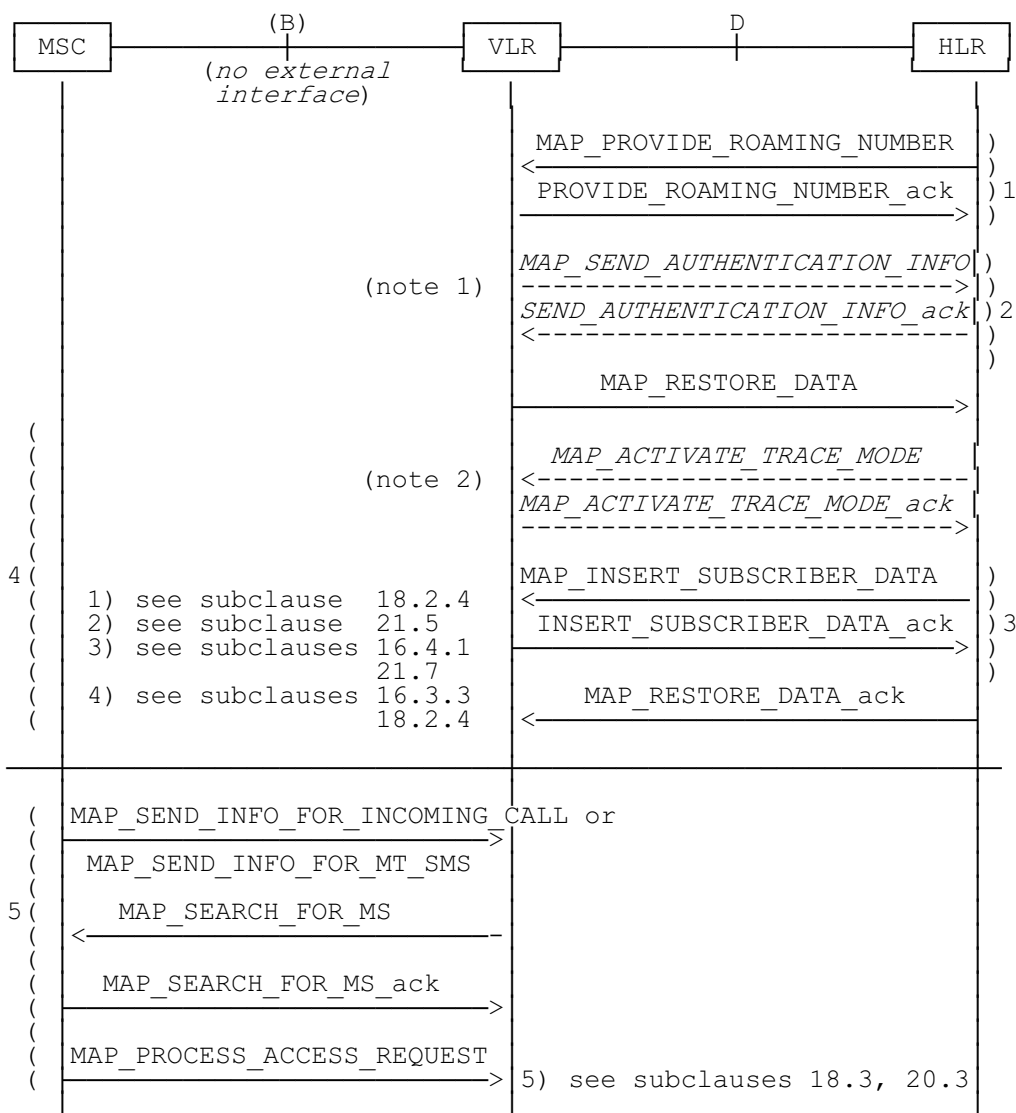 (B) D
MSC VLR HLR
(no external
interface)
MAP_PROVIDE_ROAMING_NUMBER )
)
PROVIDE_ROAMING_NUMBER_ack )1
)
MAP_SEND_AUTHENTICATION_INFO )
(note 1) )
SEND_AUTHENTICATION_INFO_ack )2
)
)
MAP_RESTORE_DATA
(
( MAP_ACTIVATE_TRACE_MODE
( (note 2)
( MAP_ACTIVATE_TRACE_MODE_ack
(
(
4( MAP_INSERT_SUBSCRIBER_DATA )
( 1) see subclause 18.2.4 )
( 2) see subclause 21.5 INSERT_SUBSCRIBER_DATA_ack )3
( 3) see subclauses 16.4.1 )
( 21.7 )
( 4) see subclauses 16.3.3 MAP_RESTORE_DATA_ack
( 18.2.4
( MAP_SEND_INFO_FOR_INCOMING_CALL or
(
( MAP_SEND_INFO_FOR_MT_SMS
(
5( MAP_SEARCH_FOR_MS
(
(
( MAP_SEARCH_FOR_MS_ack
(
(
( MAP_PROCESS_ACCESS_REQUEST
( 5) see subclauses 18.3, 20.3